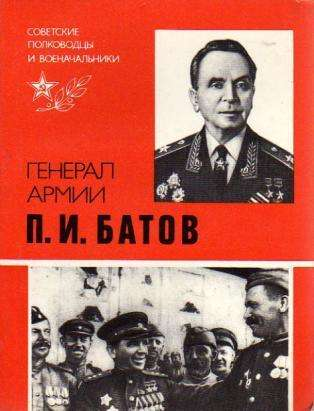 СОВЕТСКИЕ
ПОЛКОВОДЦЫ
И ВОЕНАЧАЛЬНИКИ
ГЕНЕРАЛ
АРМИИ
П. И. БАТОВ